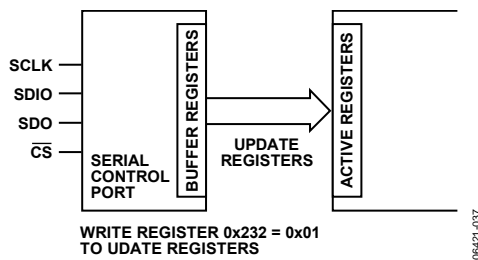 SCLK
SDIO
SDO
CS
SERIAL
CONTROL
PORT
BUFFER REGISTERS
UPDATE
REGISTERS
ACTIVE REGISTERS
WRITE REGISTER 0x232 = 0x01
TO UDATE REGISTERS
06421-037